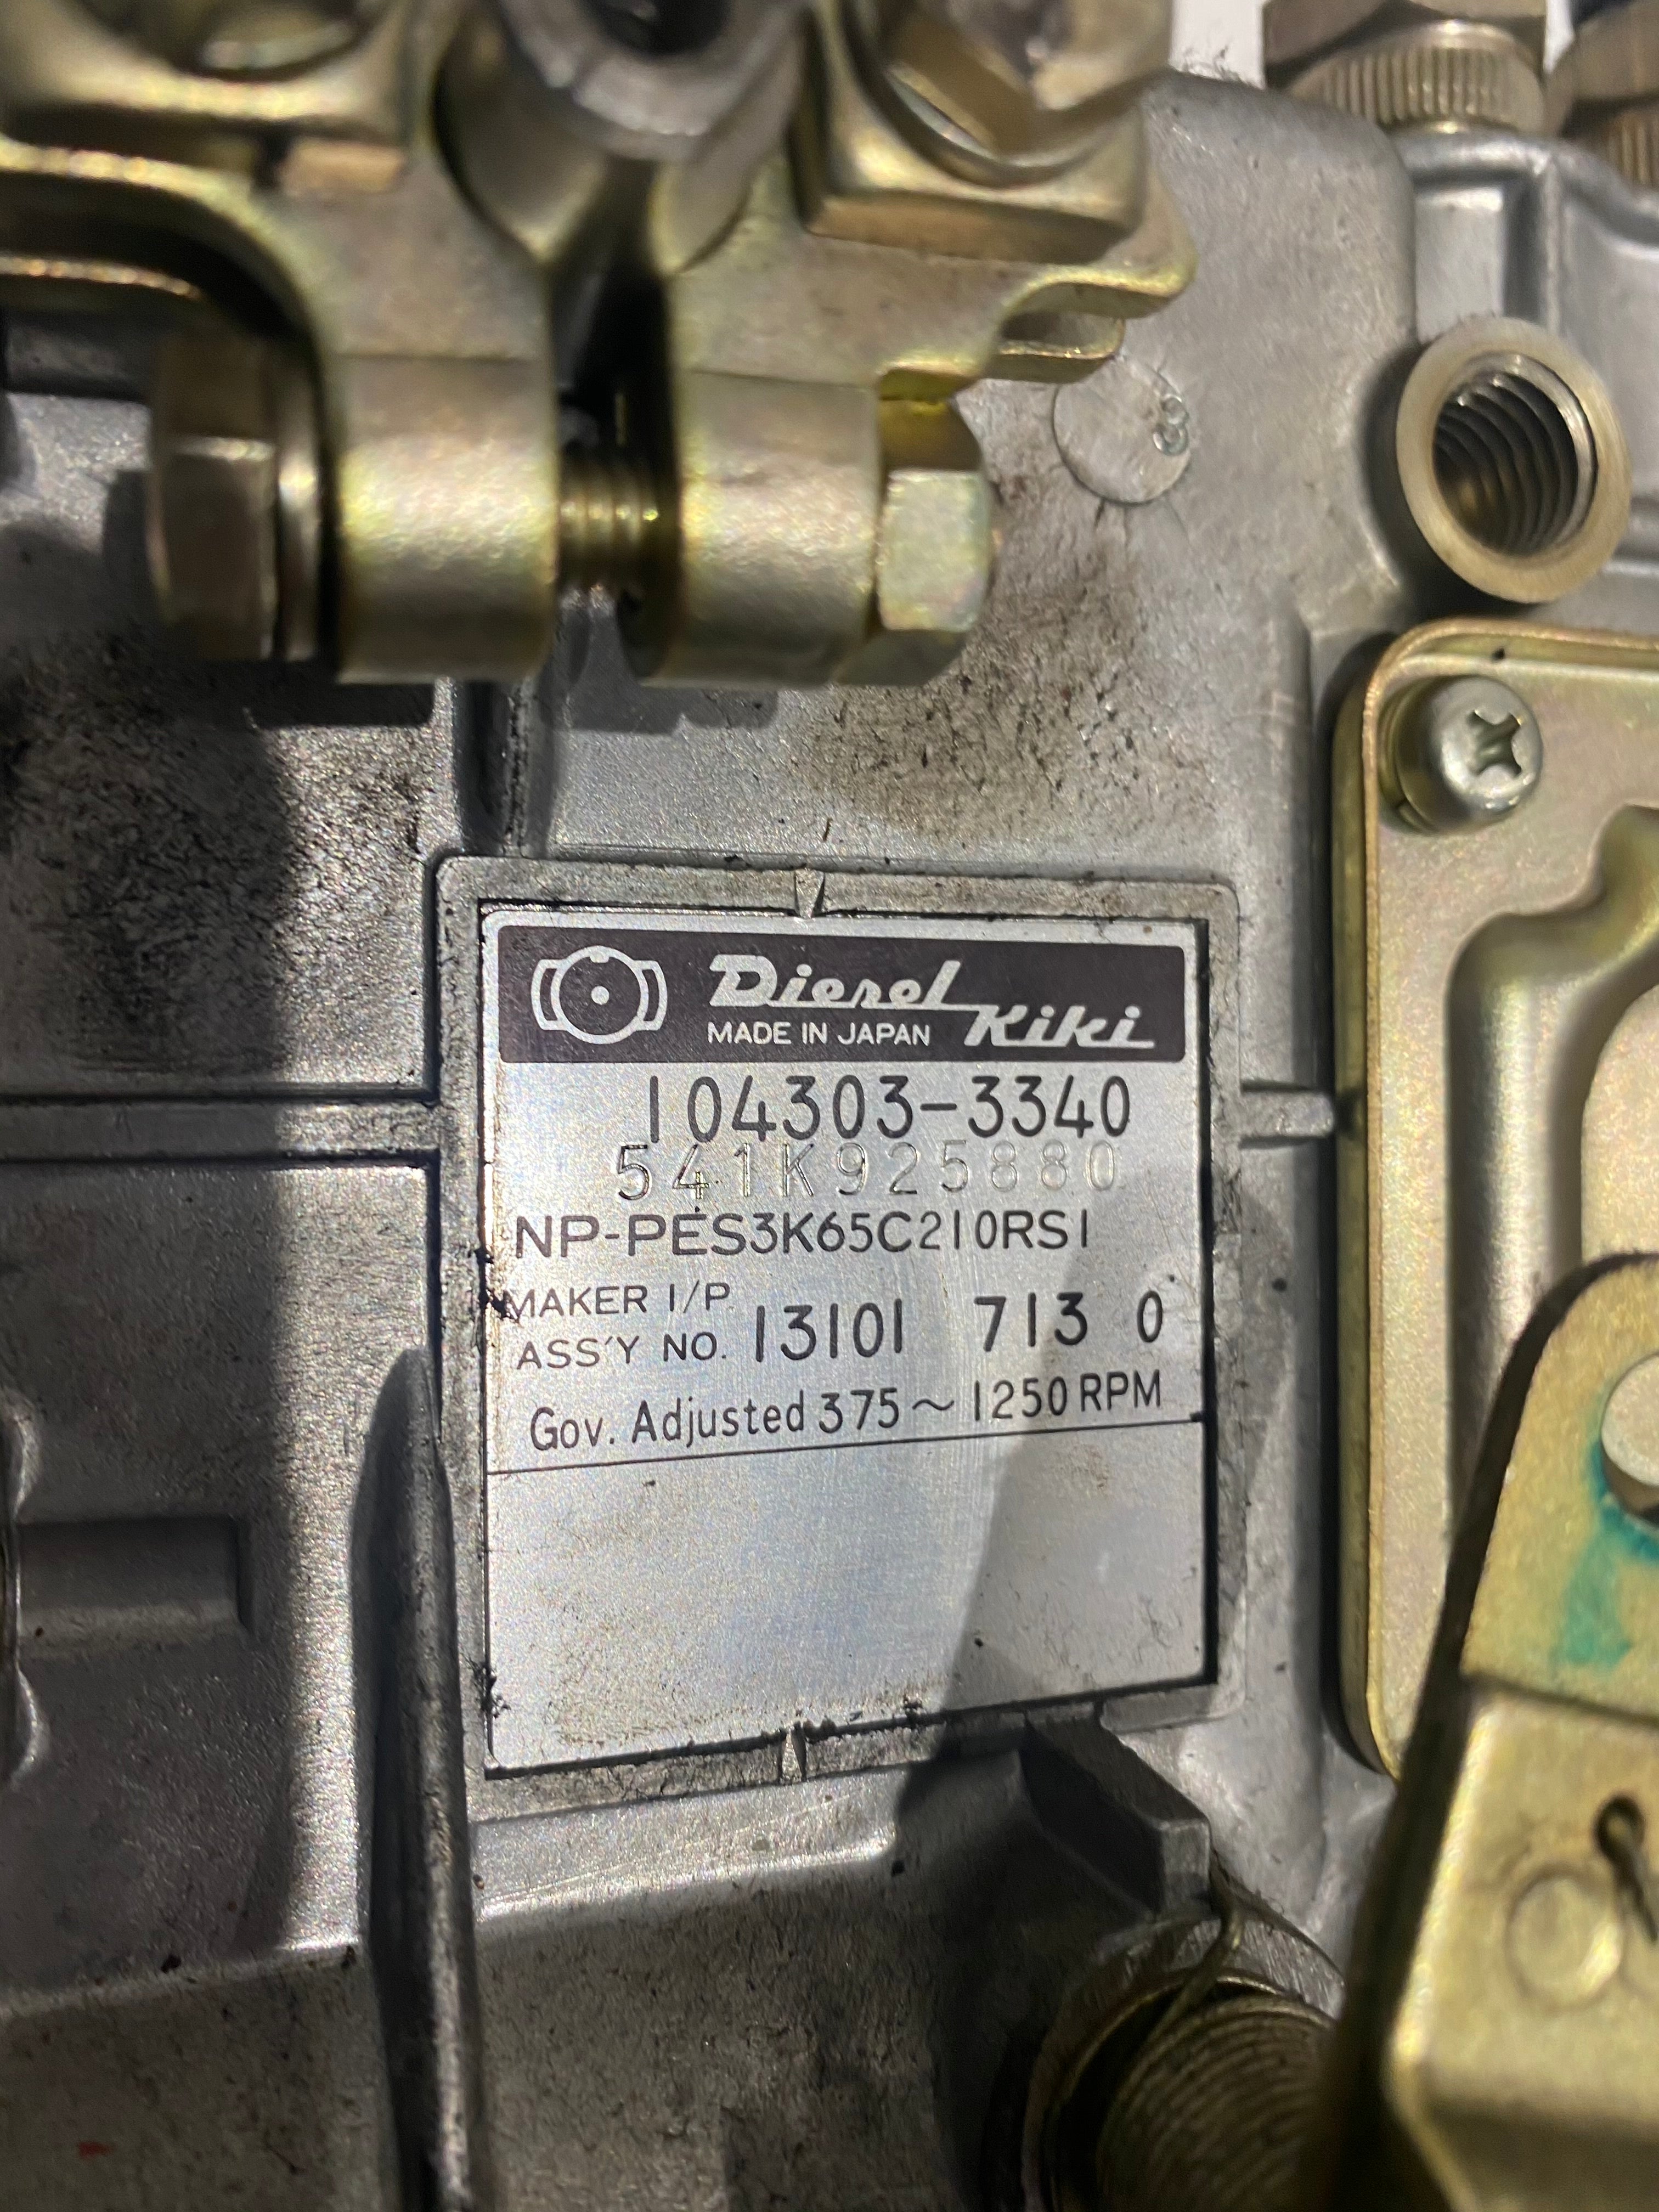 Diesel Kiki
MADE IN JAPAN
104303-3340
541K925880
NP-PES3K65C210RS1
MAKER I/P
ASS'Y NO. 13101 713 0
Gov. Adjusted 375~1250 RPM